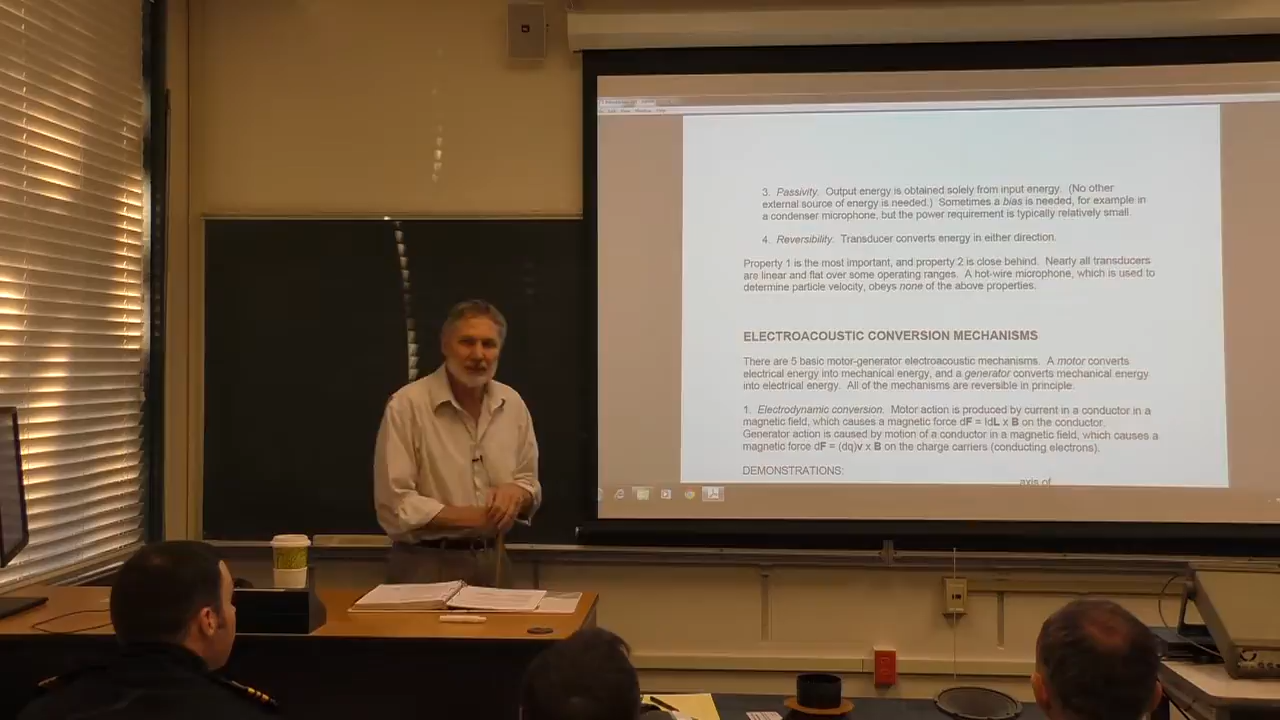 3. Passivity. Output energy is obtained solely from input energy. (No other
external source of energy is needed.) Sometimes a bias is needed, for example in
a condenser microphone, but the power requirement is typically relatively small.
4. Reversibility. Transducer converts energy in either direction.
Property 1 is the most important, and property 2 is close behind. Nearly all transducers
are linear and flat over some operating ranges. A hot-wire microphone, which is used to
determine particle velocity, obeys none of the above properties.
ELECTROACOUSTIC CONVERSION MECHANISMS
There are 5 basic motor-generator electroacoustic mechanisms. A motor converts
electrical energy into mechanical energy, and a generator converts mechanical energy
into electrical energy. All of the mechanisms are reversible in principle.
1. Electrodynamic conversion. Motor action is produced by current in a conductor in a
magnetic field, which causes a magnetic force dF = IdL x B on the conductor.
Generator action is caused by motion of a conductor in a magnetic field, which causes a
magnetic force dF = (dq)v x B on the charge carriers (conducting electrons).
DEMONSTRATIONS:
axis of